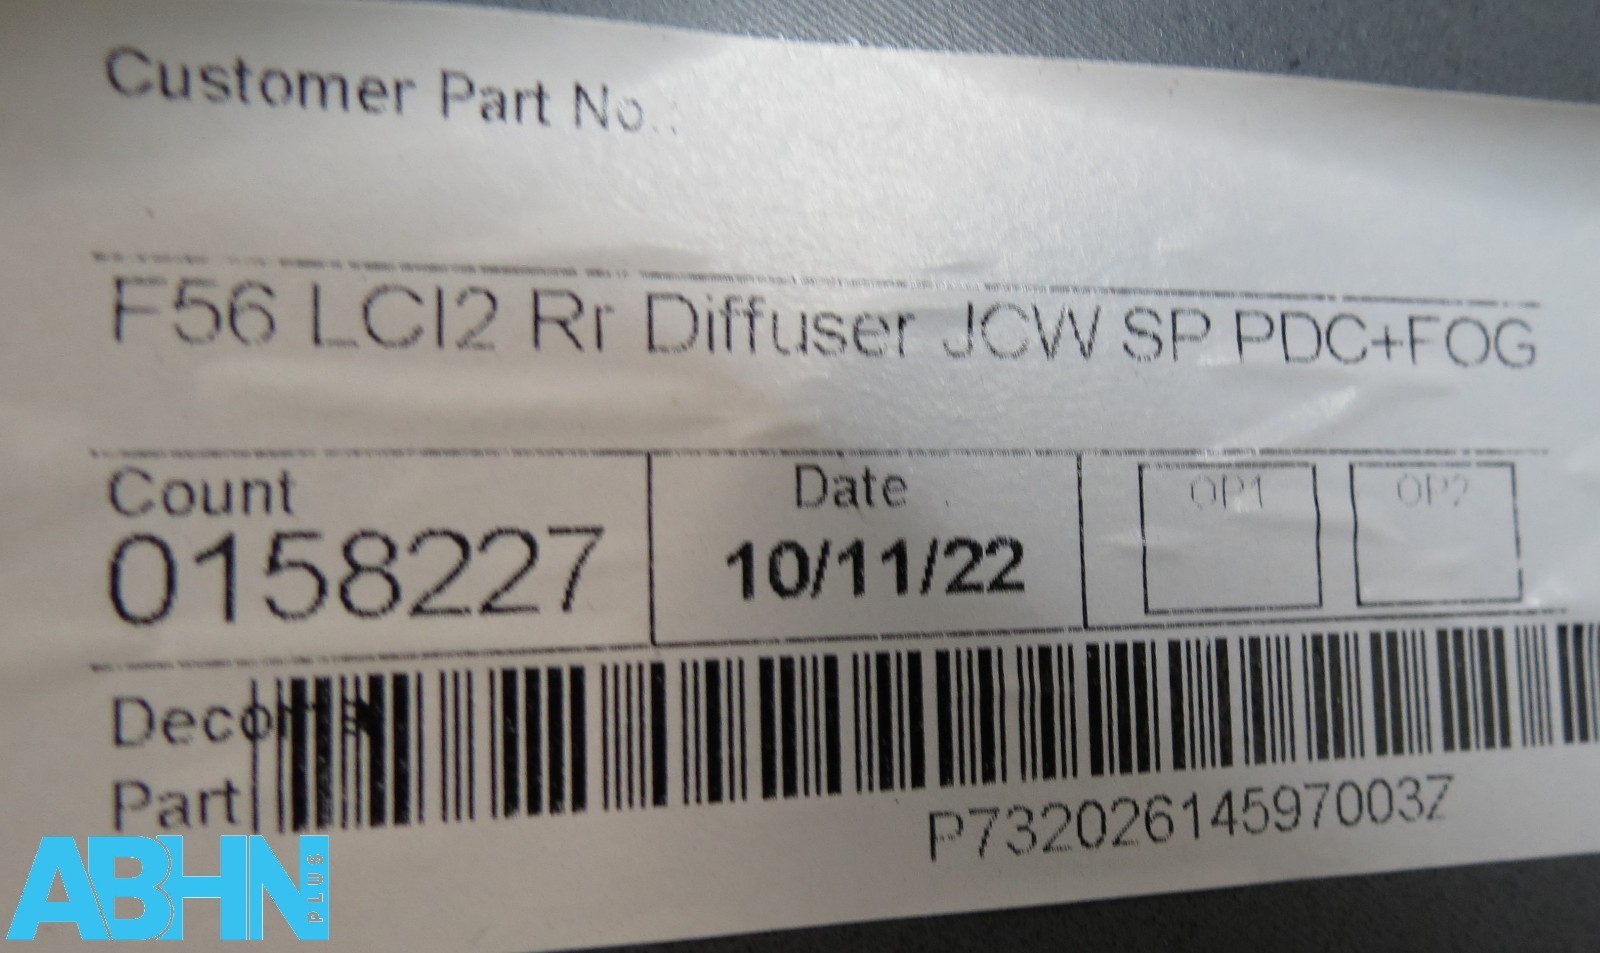 Customer Part No.:
F56 LCI2 Rr Diffuser JCW SP PDC+FOG
Count
0158227
Date
10/11/22
OP1
OP2
Decoma
Part
P73202614597003Z
ABHN
PLUS